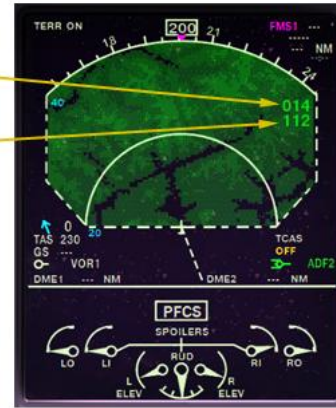 TERR ON
200
FMS1 ---
--- NM
18
21
24
40
014
112
0
TAS 230
GS ---
20
TCAS
OFF
VOR1
ADF2
DME1 --- NM
DME2 --- NM
PFCS
SPOILERS
LO
LI
RUD
RI
RO
L
R
ELEV
ELEV